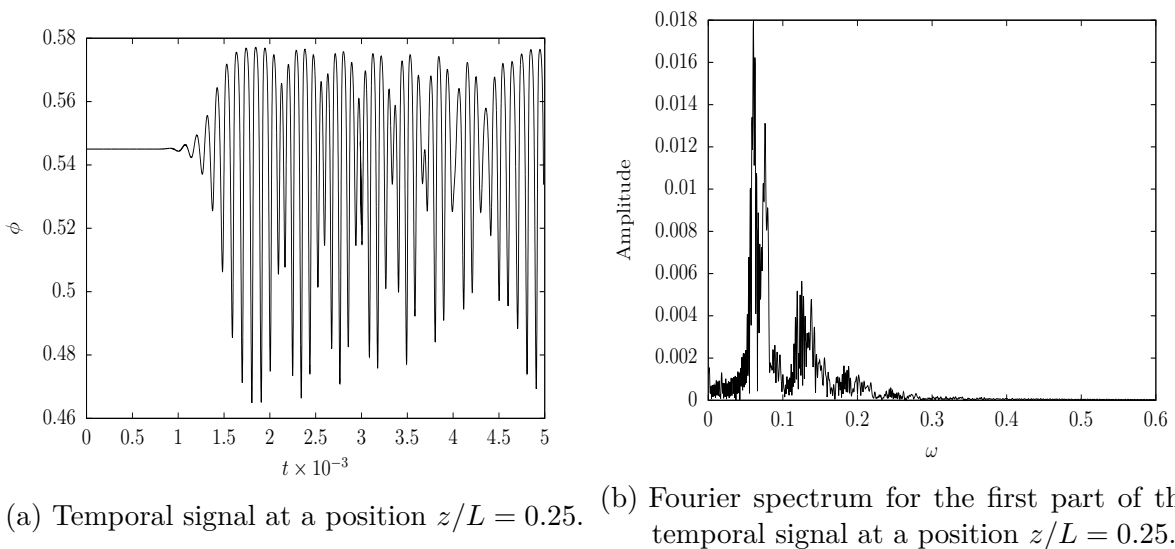 0.58
0.56
0.54
0.52
0.5
0.48
0.46
ϕ
0 0.5 1 1.5 2 2.5 3 3.5 4 4.5 5
t × 10⁻³
(a) Temporal signal at a position z/L = 0.25.
0.018
0.016
0.014
0.012
0.01
0.008
0.006
0.004
0.002
0
Amplitude
0 0.1 0.2 0.3 0.4 0.5 0.6
ω
(b) Fourier spectrum for the first part of th
temporal signal at a position z/L = 0.25.